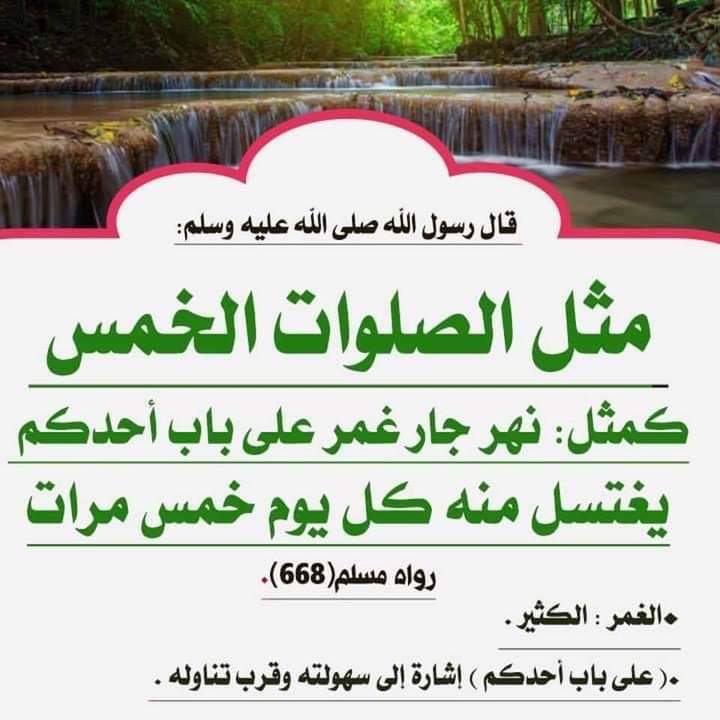 قال رسول الله صلى الله عليه وسلم:
مثل الصلوات الخمس
كمثل: نهر جار غمر على باب أحدكم
يغتسل منه كل يوم خمس مرات
رواه مسلم(668).
•الغمر : الكثير .
•( على باب أحدكم ) إشارة إلى سهولته وقرب تناوله .